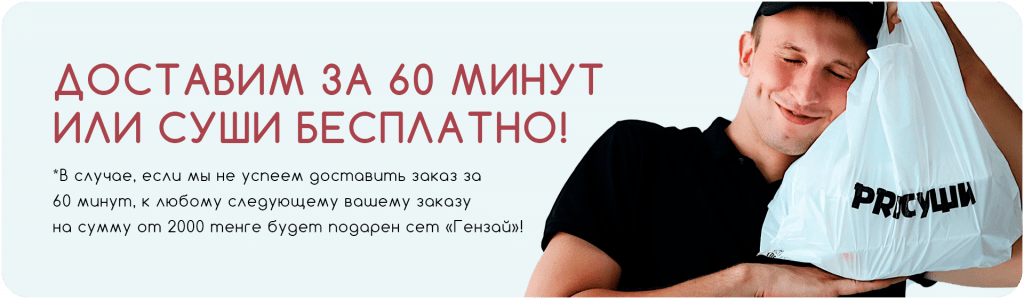 ДОСТАВИМ ЗА 60 МИНУТ
ИЛИ СУШИ БЕСПЛАТНО!
*В случае, если мы не успеем доставить заказ за
60 минут, к любому следующему вашему заказу
на сумму от 2000 тенге будет подарен сет «Гензай»!
PROСУШИ